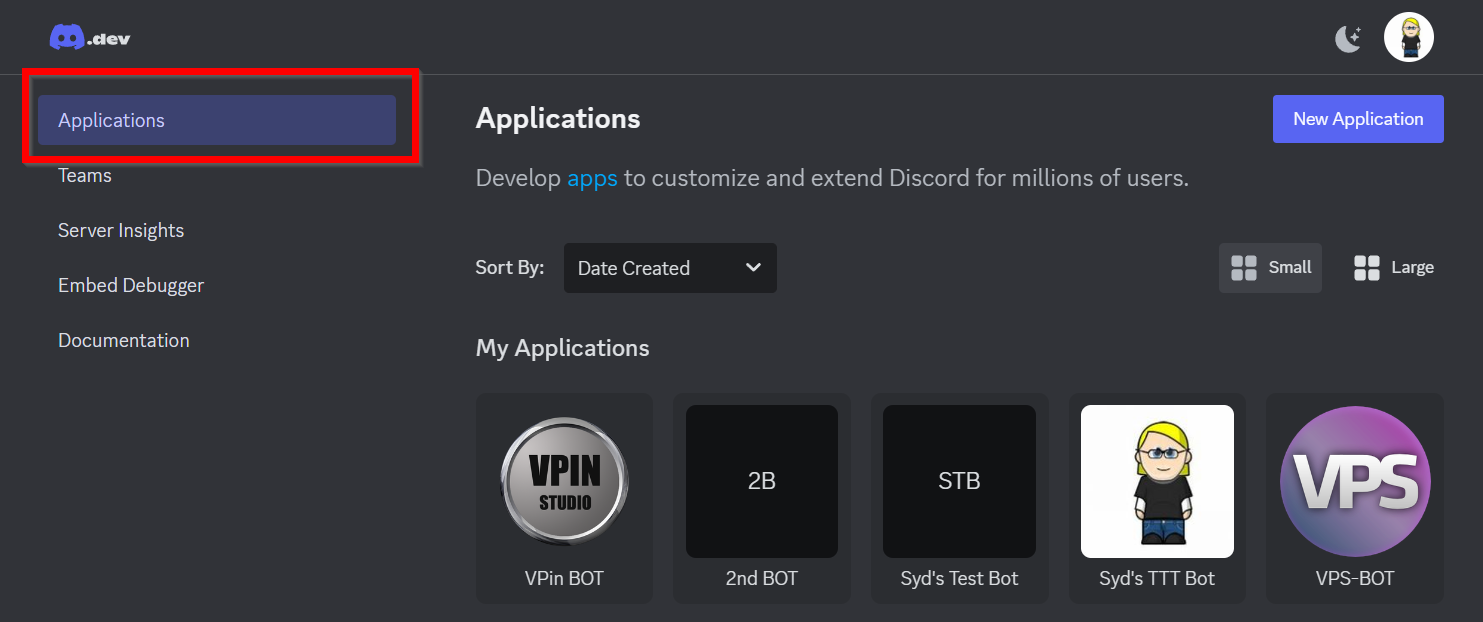 .dev
Applications
Teams
Server Insights
Embed Debugger
Documentation
Applications
New Application
Develop apps to customize and extend Discord for millions of users.
Sort By:
Date Created
Small
Large
My Applications
VPIN
STUDIO
VPin BOT
2B
2nd BOT
STB
Syd's Test Bot
Syd's TTT Bot
VPS
VPS-BOT